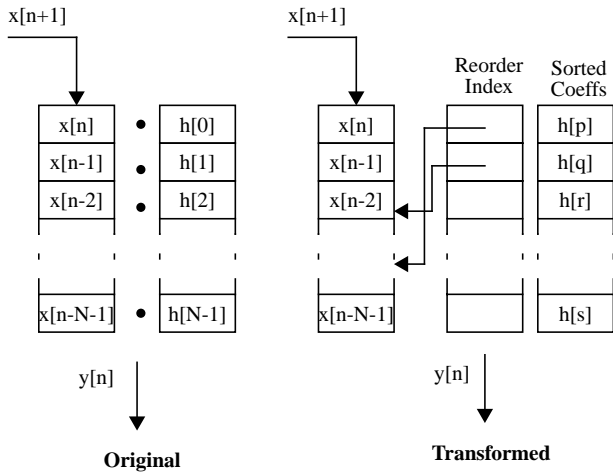 x[n+1]
x[n+1]
Reorder
Index
Sorted
Coeffs
x[n]
h[0]
x[n-1]
h[1]
x[n-2]
h[2]
x[n-N-1]
h[N-1]
x[n]
h[p]
x[n-1]
h[q]
x[n-2]
h[r]
x[n-N-1]
h[s]
y[n]
y[n]
Original
Transformed